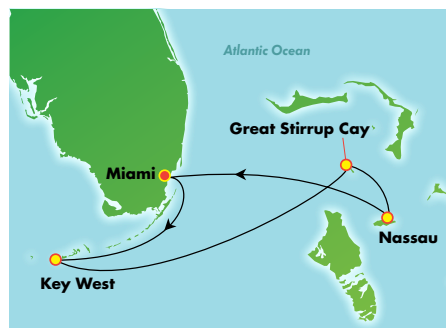 Atlantic Ocean
Great Stirrup Cay
Miami
Nassau
Key West